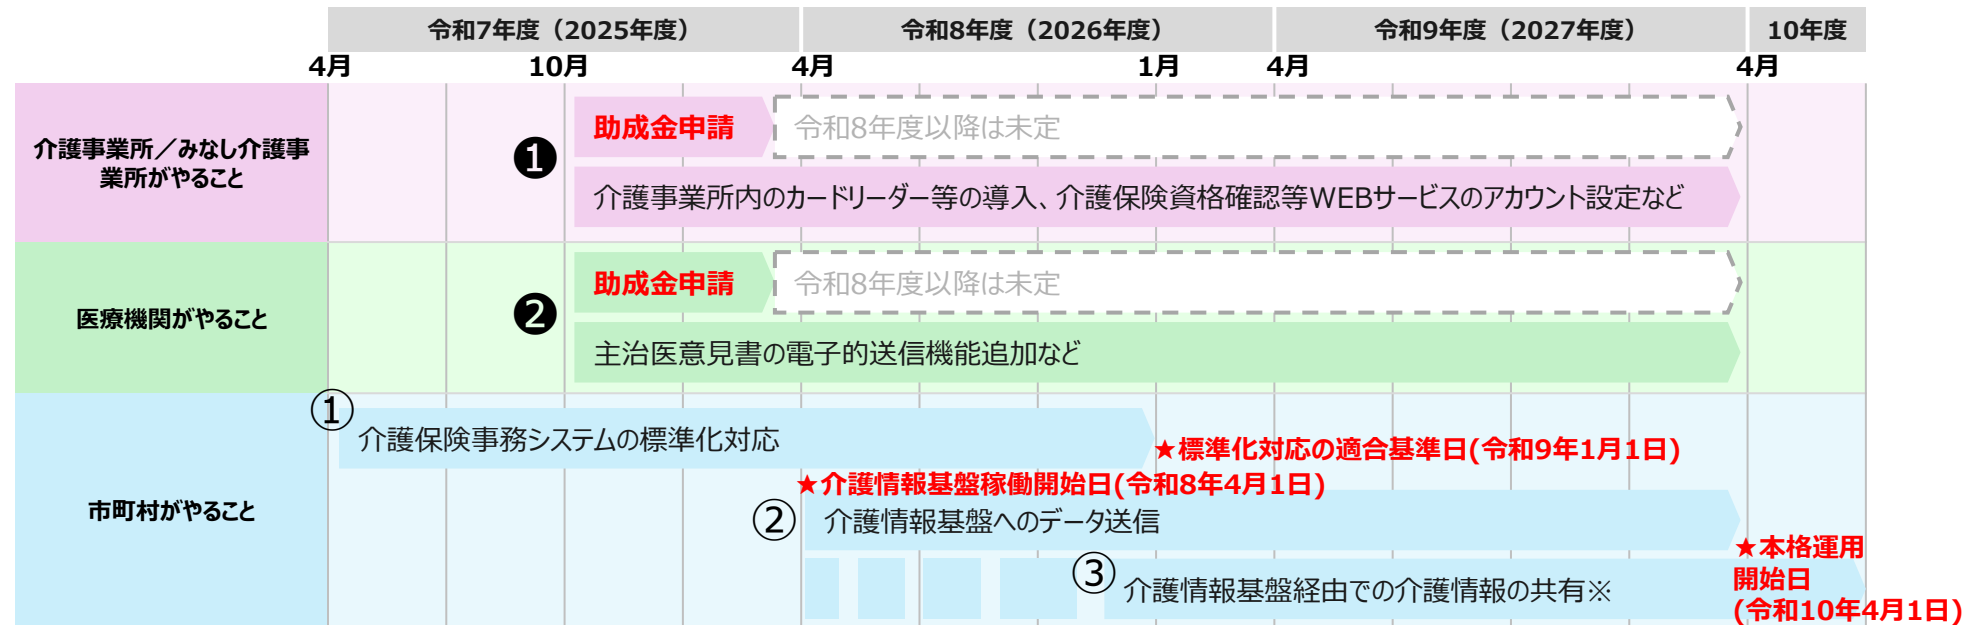 令和7年度（2025年度）
令和8年度（2026年度）
令和9年度（2027年度）
10年度
4月
10月
4月
1月
4月
4月
介護事業所／みなし介護事
業所がやること
❶
助成金申請
令和8年度以降は未定
介護事業所内のカードリーダー等の導入、介護保険資格確認等WEBサービスのアカウント設定など
医療機関がやること
❷
助成金申請
令和8年度以降は未定
主治医意見書の電子的送信機能追加など
市町村がやること
①
介護保険事務システムの標準化対応
★標準化対応の適合基準日(令和9年1月1日)
★介護情報基盤稼働開始日(令和8年4月1日)
②
介護情報基盤へのデータ送信
③
介護情報基盤経由での介護情報の共有※
★本格運用
開始日
(令和10年4月1日)